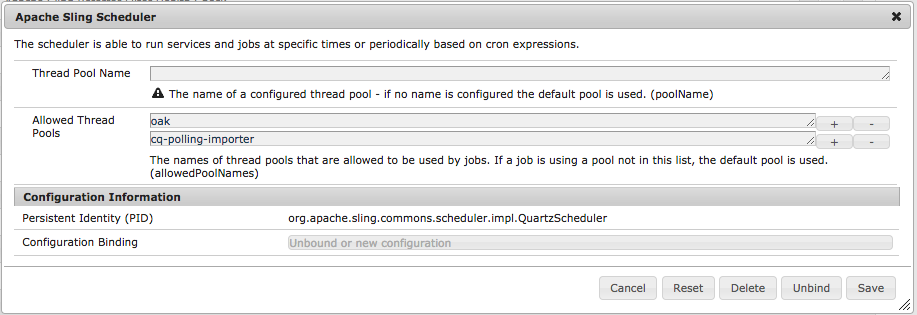 Apache Sling Scheduler
The scheduler is able to run services and jobs at specific times or periodically based on cron expressions.
Thread Pool Name
The name of a configured thread pool - if no name is configured the default pool is used. (poolName)
Allowed Thread
Pools
oak
+ -
cq-polling-importer
+ -
The names of thread pools that are allowed to be used by jobs. If a job is using a pool not in this list, the default pool is used.
(allowedPoolNames)
Configuration Information
Persistent Identity (PID) org.apache.sling.commons.scheduler.impl.QuartzScheduler
Configuration Binding Unbound or new configuration
Cancel Reset Delete Unbind Save